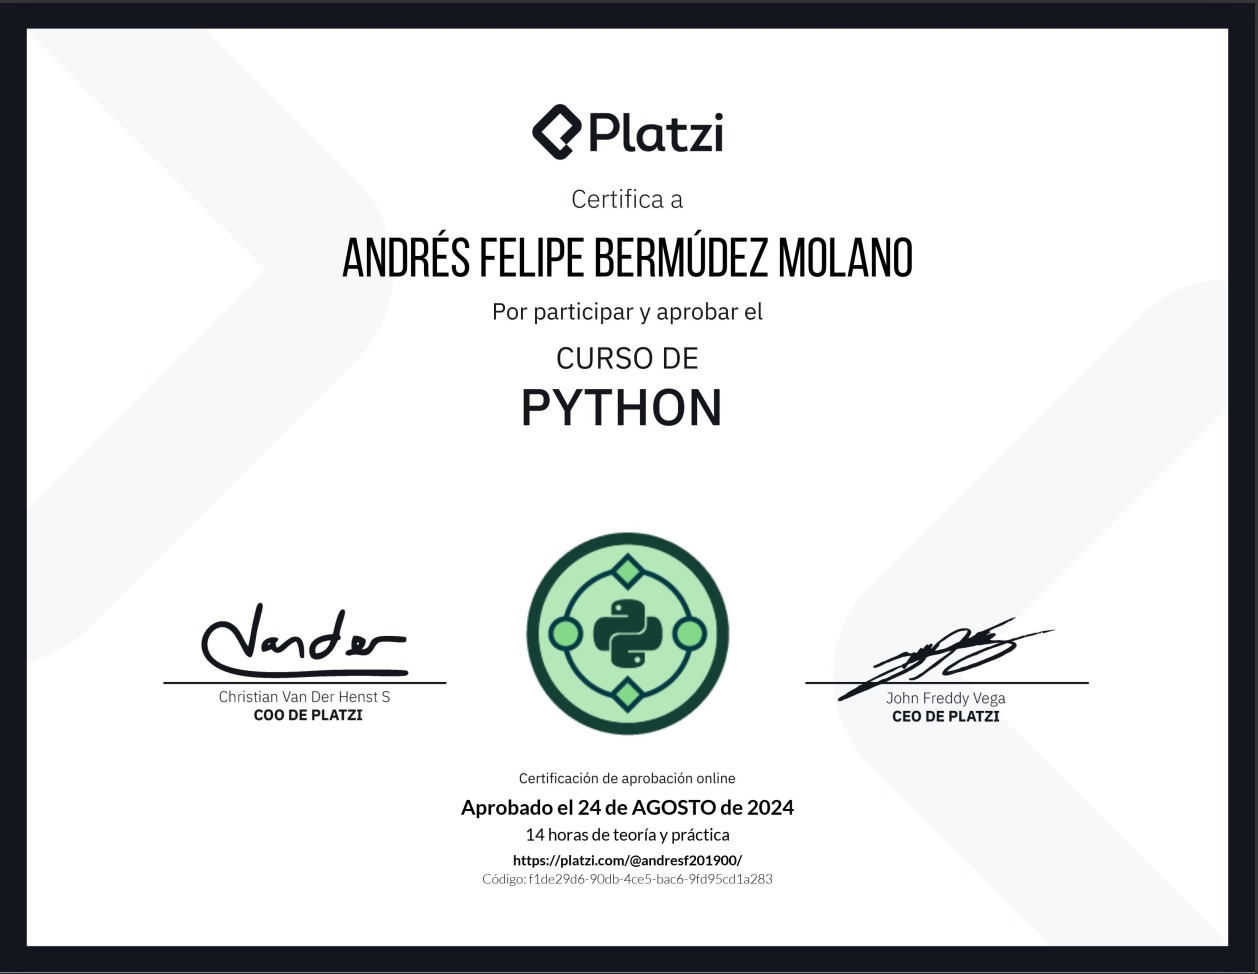 Platzi
Certifica a
ANDRÉS FELIPE BERMÚDEZ MOLANO
Por participar y aprobar el
CURSO DE
PYTHON
Vander
Christian Van Der Henst S
COO DE PLATZI
John Freddy Vega
CEO DE PLATZI
Certificación de aprobación online
Aprobado el 24 de AGOSTO de 2024
14 horas de teoría y práctica
https://platzi.com/@andresf201900/
Código: f1de29d6-90db-4ce5-bac6-9fd95cd1a283